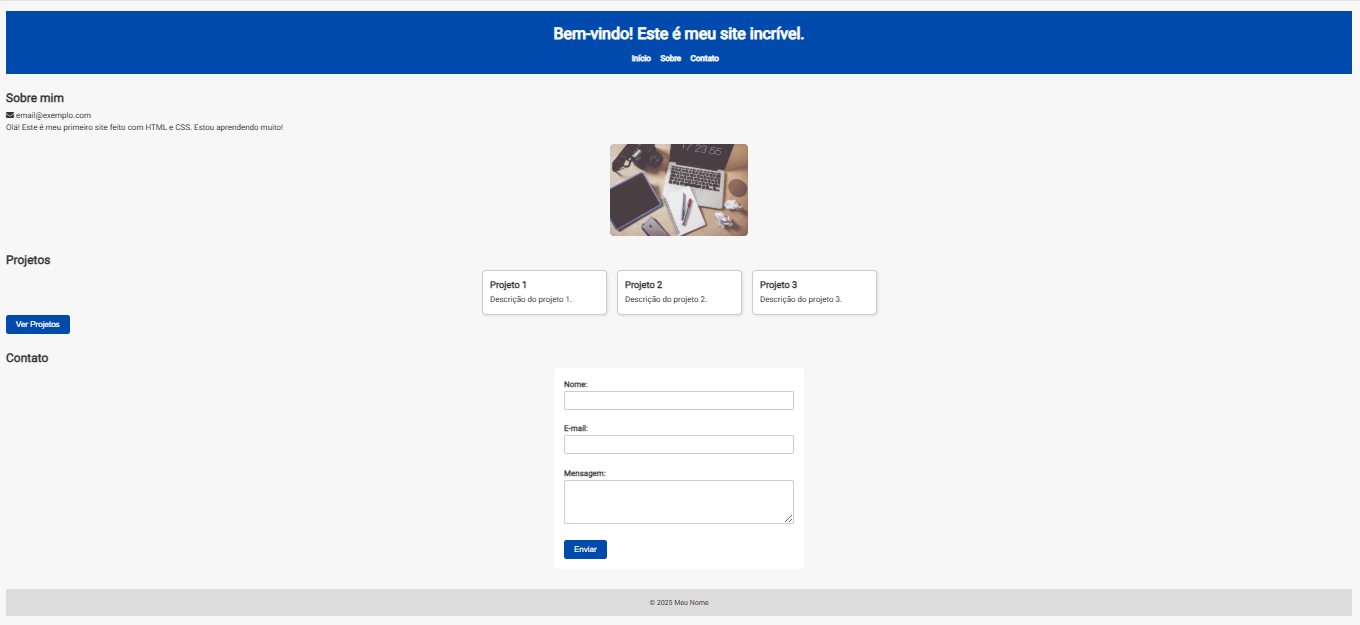 Bem-vindo! Este é meu site incrível.
Início Sobre Contato
Sobre mim
email@exemplo.com
Olá! Este é meu primeiro site feito com HTML e CSS. Estou aprendendo muito!
17 23:55
Projetos
Projeto 1
Descrição do projeto 1.
Projeto 2
Descrição do projeto 2.
Projeto 3
Descrição do projeto 3.
Ver Projetos
Contato
Nome:
E-mail:
Mensagem:
Enviar
© 2025 Meu Nome